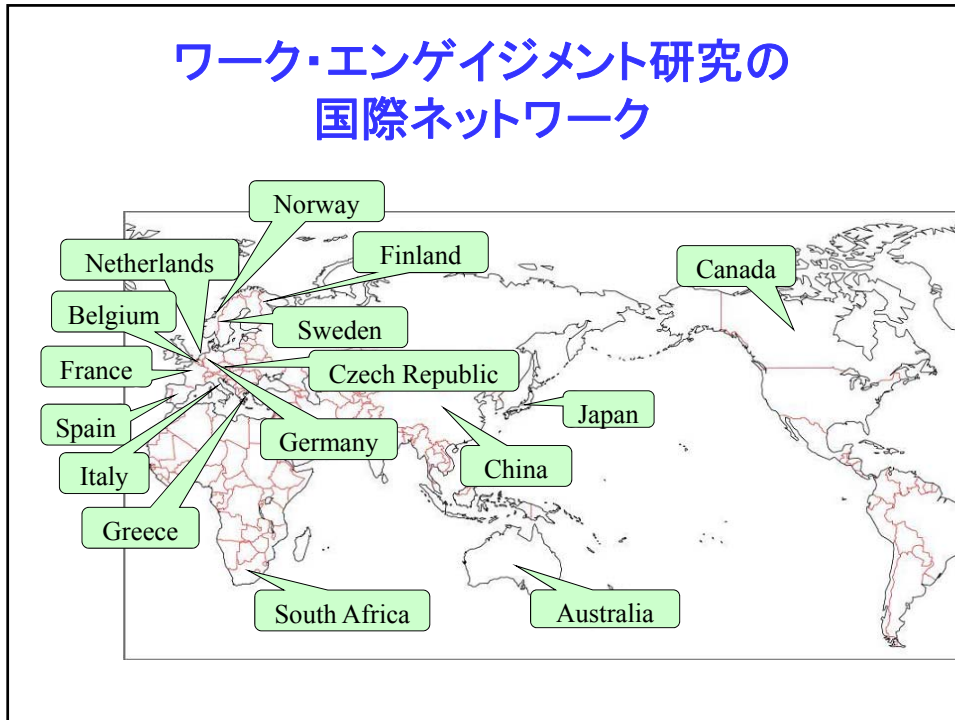 ワーク・エンゲイジメント研究の
国際ネットワーク
Norway
Netherlands
Finland
Canada
Belgium
Sweden
France
Czech Republic
Japan
Spain
Germany
Italy
China
Greece
South Africa
Australia